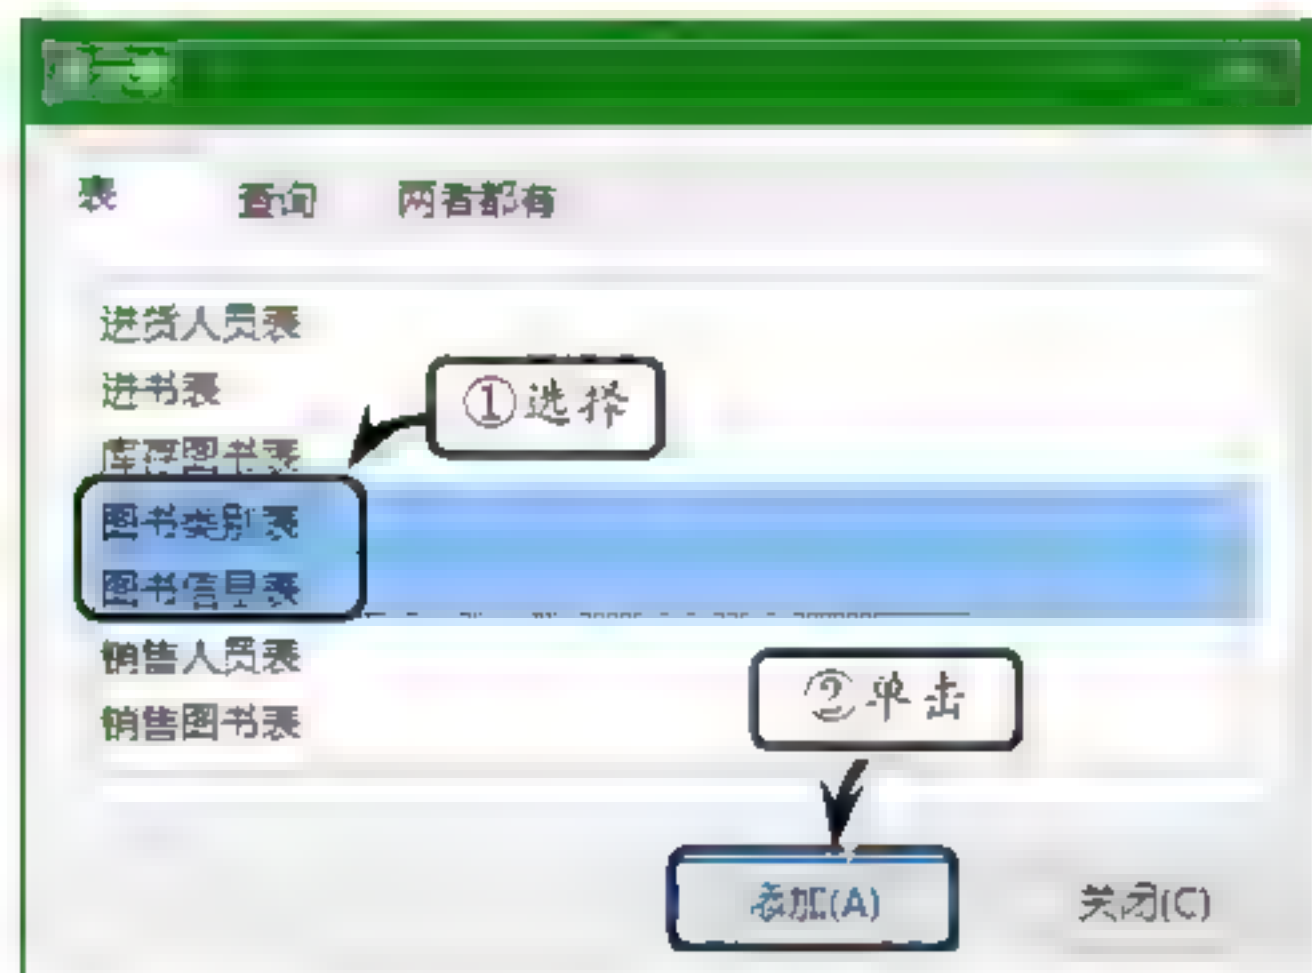 表 查询 两者都有
进货人员表
进书表
①选择
库存图书表
图书类别表
图书信息表
销售人员表
②单击
销售图书表
添加(A) 关闭(C)